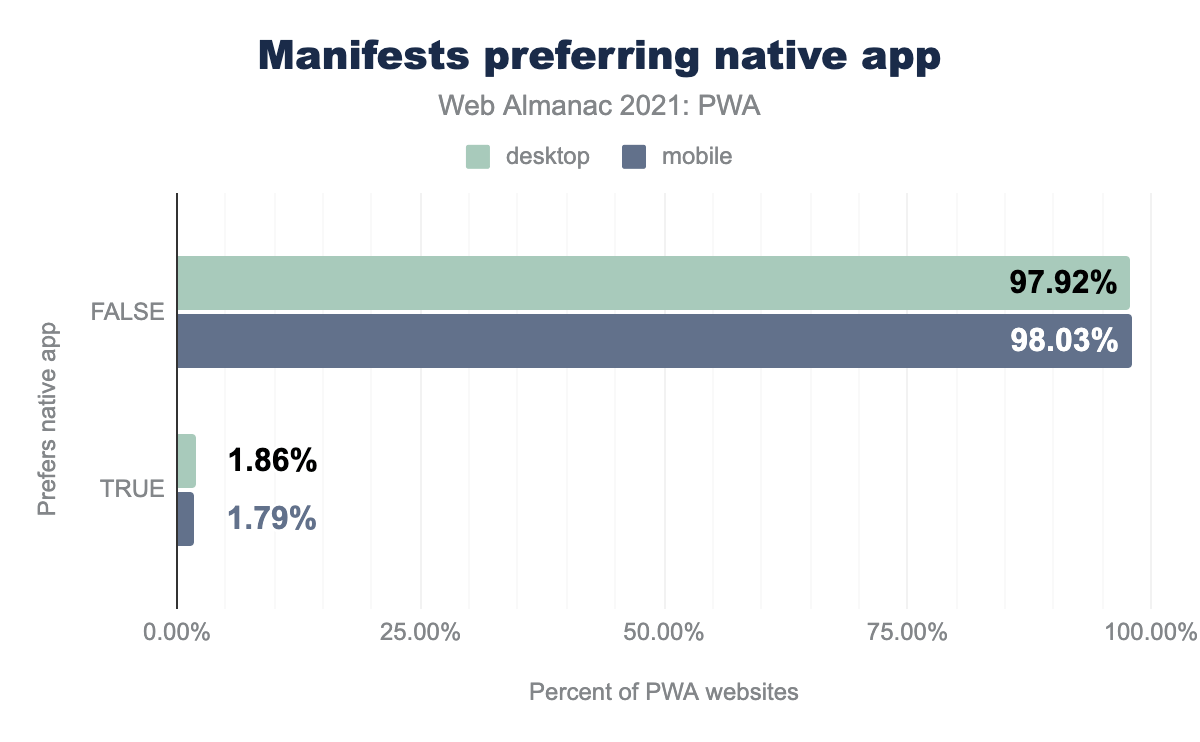 Manifests preferring native app
Web Almanac 2021: PWA
desktop mobile
Prefers native app
FALSE
97.92%
98.03%
TRUE
1.86%
1.79%
0.00% 25.00% 50.00% 75.00% 100.00%
Percent of PWA websites